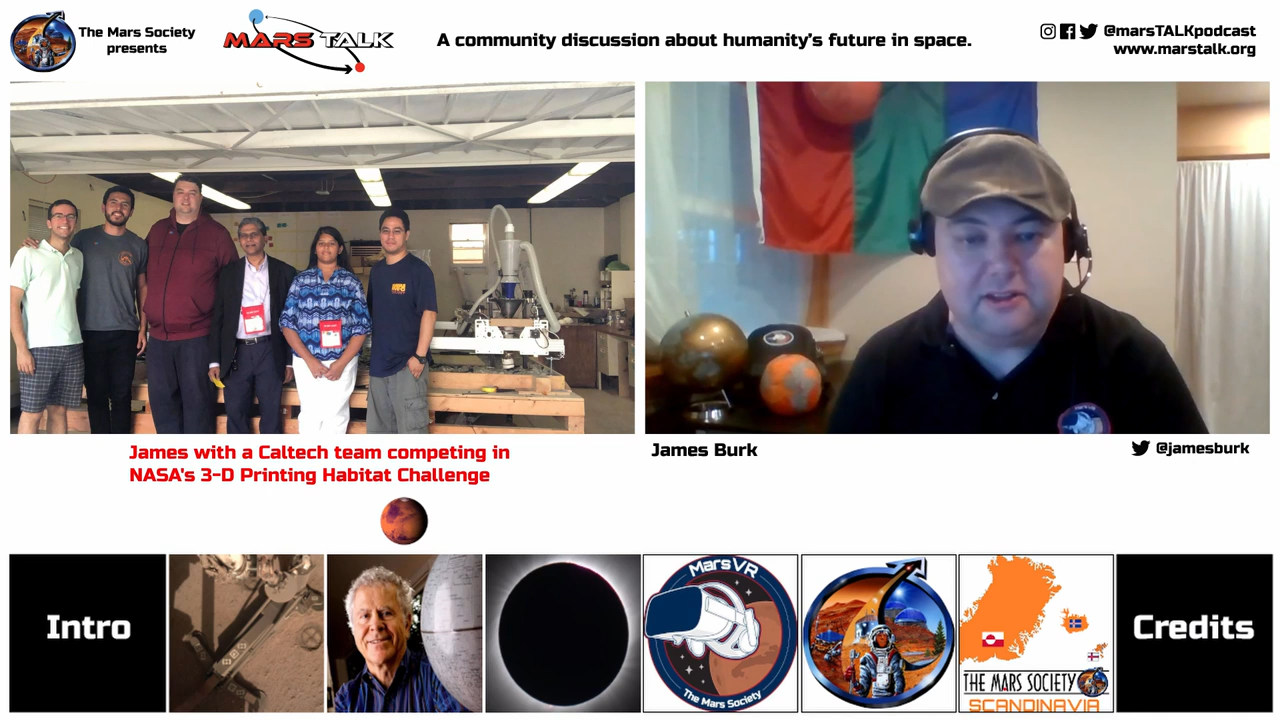 The Mars Society
presents
MARS TALK
A community discussion about humanity's future in space.
@marsTALKpodcast
www.marstalk.org
James with a Caltech team competing in
NASA's 3-D Printing Habitat Challenge
James Burk
@jamesburk
Intro
MarsVR
The Mars Society
THE MARS SOCIETY
SCANDINAVIA
Credits